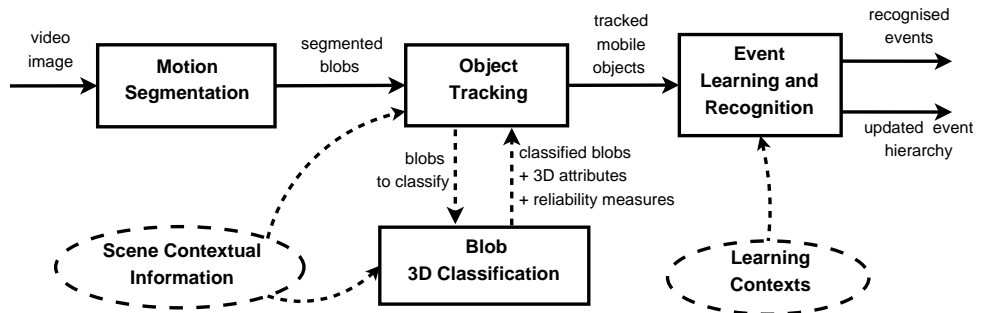 video
image
Motion
Segmentation
segmented
blobs
Object
Tracking
tracked
mobile
objects
Event
Learning and
Recognition
recognised
events
updated event
hierarchy
blobs
to classify
classified blobs
+ 3D attributes
+ reliability measures
Scene Contextual
Information
Blob
3D Classification
Learning
Contexts